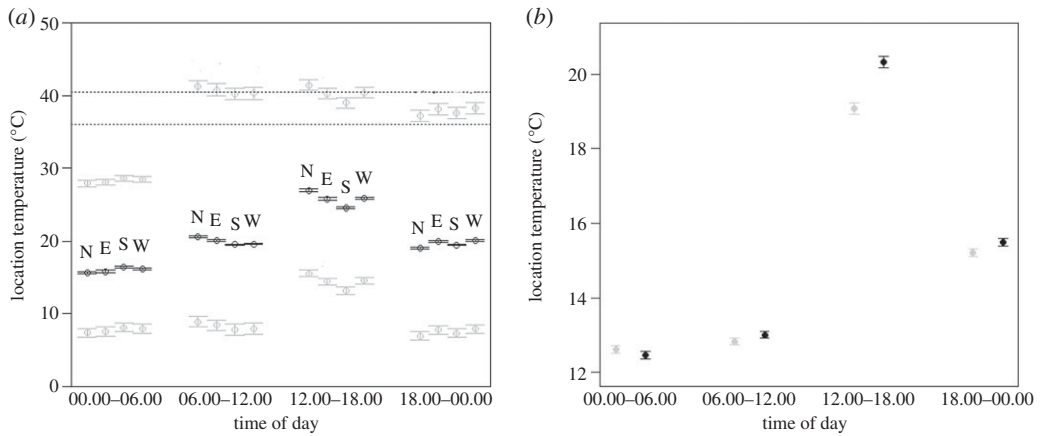 (a)
50
40
30
20
10
0
location temperature (°C)
N E S W
N E S W
N E S W
N E S W
00.00–06.00 06.00–12.00 12.00–18.00 18.00–00.00
time of day
(b)
20
18
16
14
12
location temperature (°C)
00.00–06.00 06.00–12.00 12.00–18.00 18.00–00.00
time of day